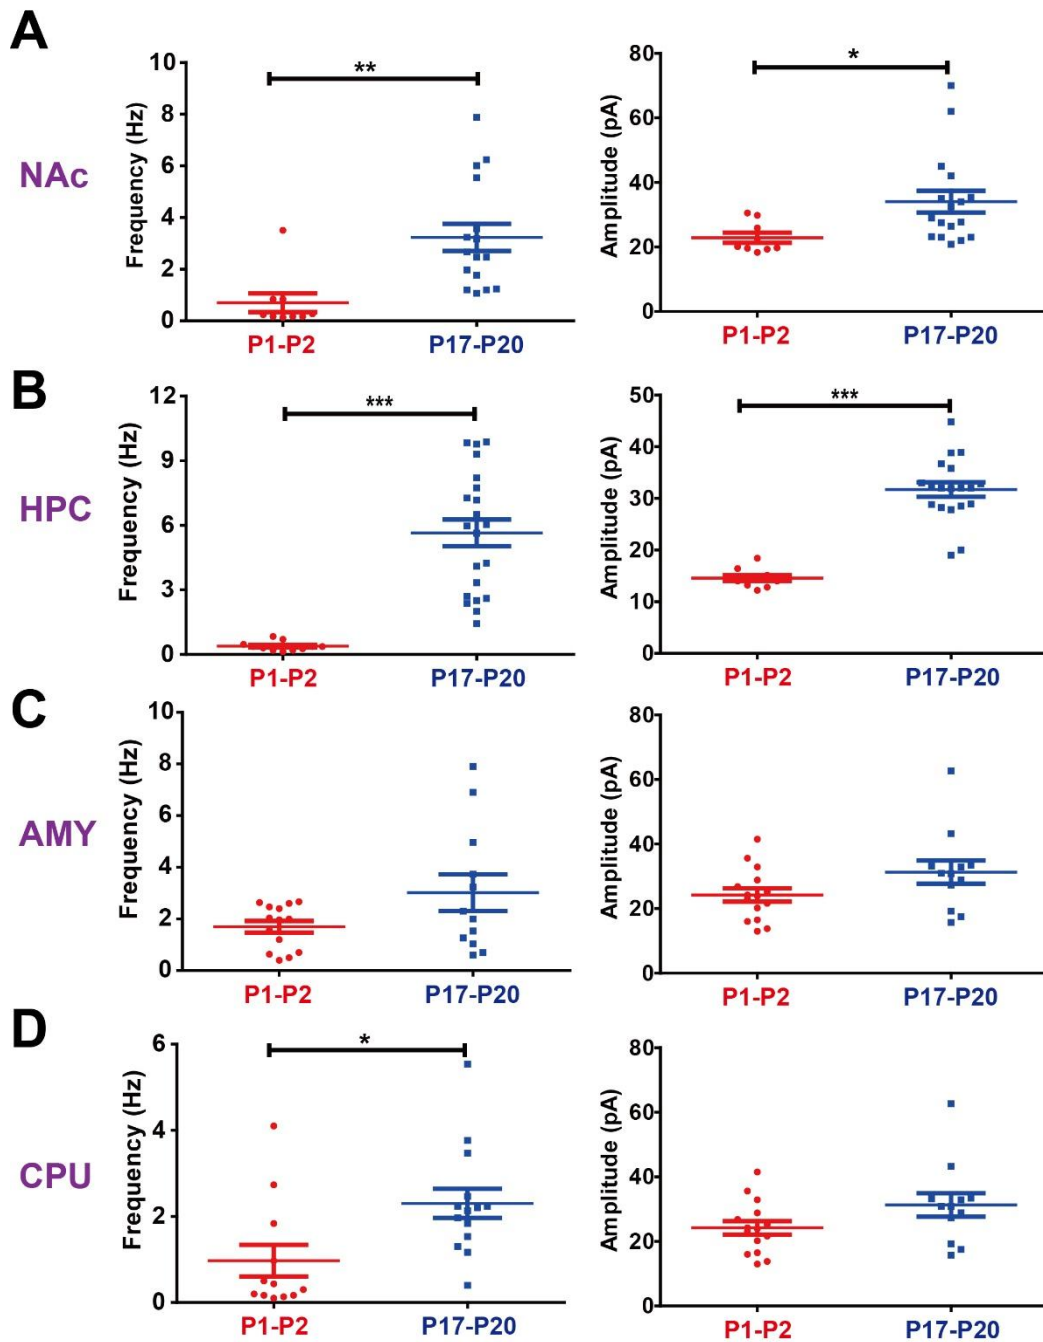 A
NAc
Frequency (Hz)
10
8
6
4
2
0
**
P1-P2
P17-P20
Amplitude (pA)
80
60
40
20
0
*
P1-P2
P17-P20
B
HPC
Frequency (Hz)
12
9
6
3
0
***
P1-P2
P17-P20
Amplitude (pA)
50
40
30
20
10
0
***
P1-P2
P17-P20
C
AMY
Frequency (Hz)
10
8
6
4
2
0
P1-P2
P17-P20
Amplitude (pA)
80
60
40
20
0
P1-P2
P17-P20
D
CPU
Frequency (Hz)
6
4
2
0
*
P1-P2
P17-P20
Amplitude (pA)
80
60
40
20
0
P1-P2
P17-P20